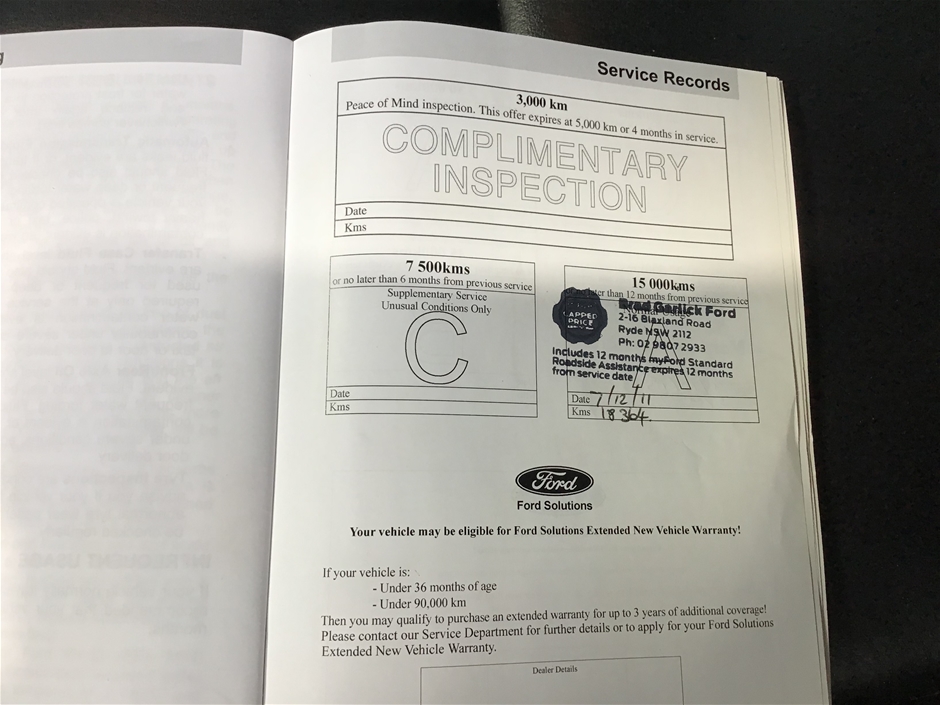 Service Records
3,000 km
Peace of Mind inspection. This offer expires at 5,000 km or 4 months in service.
COMPLIMENTARY
INSPECTION
Date
Kms
7 500kms
or no later than 6 months from previous service
Supplementary Service
Unusual Conditions Only
C
Date
Kms
15 000kms
or no later than 12 months from previous service
CAPPED
PRICE
Brad Garlick Ford
2-16 Blaxland Road
Ryde NSW 2112
Ph: 02 9807 2933
Includes 12 months myFord Standard
Roadside Assistance expires 12 months
from service date
A
Date 7/12/11
Kms 18364.
Ford
Ford Solutions
Your vehicle may be eligible for Ford Solutions Extended New Vehicle Warranty!
If your vehicle is:
- Under 36 months of age
- Under 90,000 km
Then you may qualify to purchase an extended warranty for up to 3 years of additional coverage!
Please contact our Service Department for further details or to apply for your Ford Solutions
Extended New Vehicle Warranty.
Dealer Details